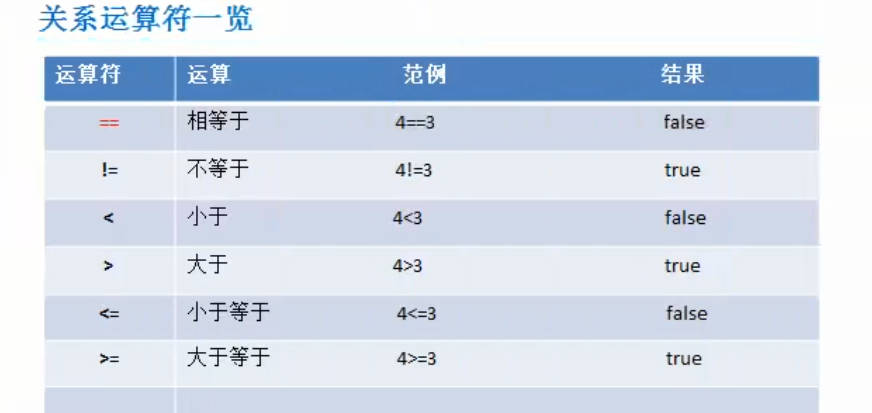 关系运算符一览
运算符 运算 范例 结果
== 相等于 4==3 false
!= 不等于 4!=3 true
< 小于 4<3 false
> 大于 4>3 true
<= 小于等于 4<=3 false
>= 大于等于 4>=3 true